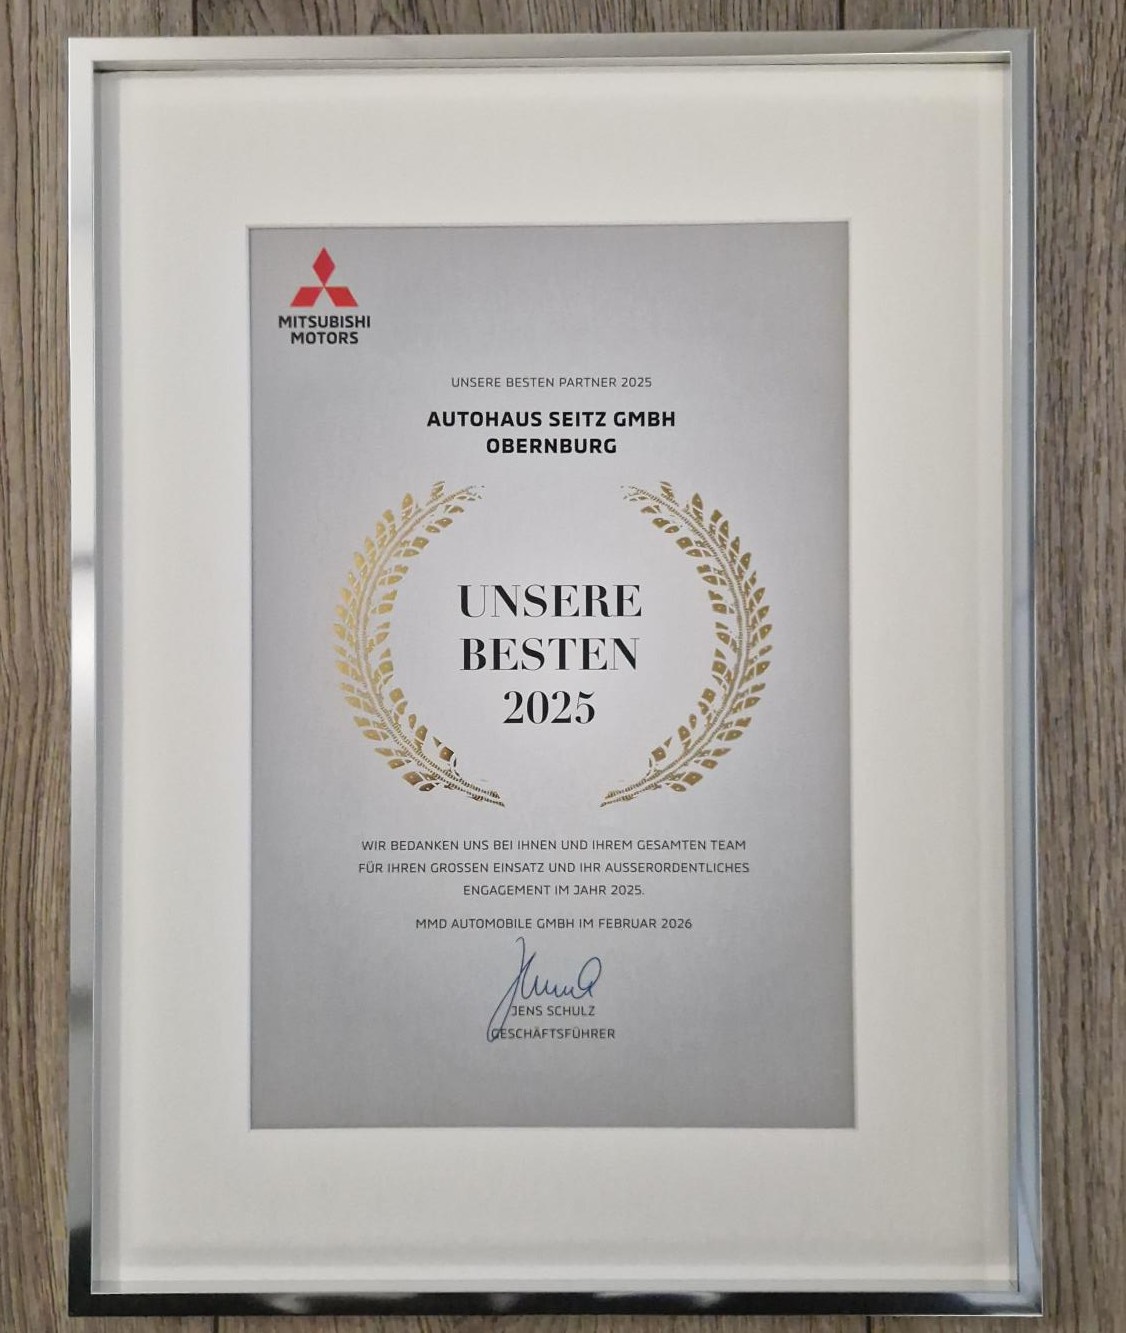 MITSUBISHI
MOTORS
UNSERE BESTEN PARTNER 2025
AUTOHAUS SEITZ GMBH
OBERNBURG
UNSERE
BESTEN
2025
WIR BEDANKEN UNS BEI IHNEN UND IHREM GESAMTEN TEAM
FÜR IHREN GROSSEN EINSATZ UND IHR AUSSERORDENTLICHES
ENGAGEMENT IM JAHR 2025.
MMD AUTOMOBILE GMBH IM FEBRUAR 2026
JENS SCHULZ
GESCHÄFTSFÜHRER